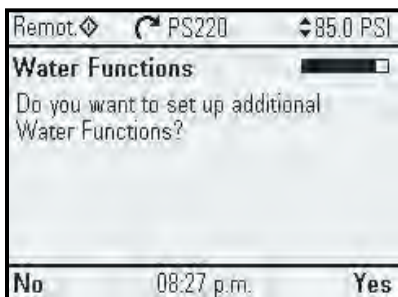 Remot. PS220 85.0 PSI
Water Functions
Do you want to set up additional
Water Functions?
No 08:27 p.m. Yes